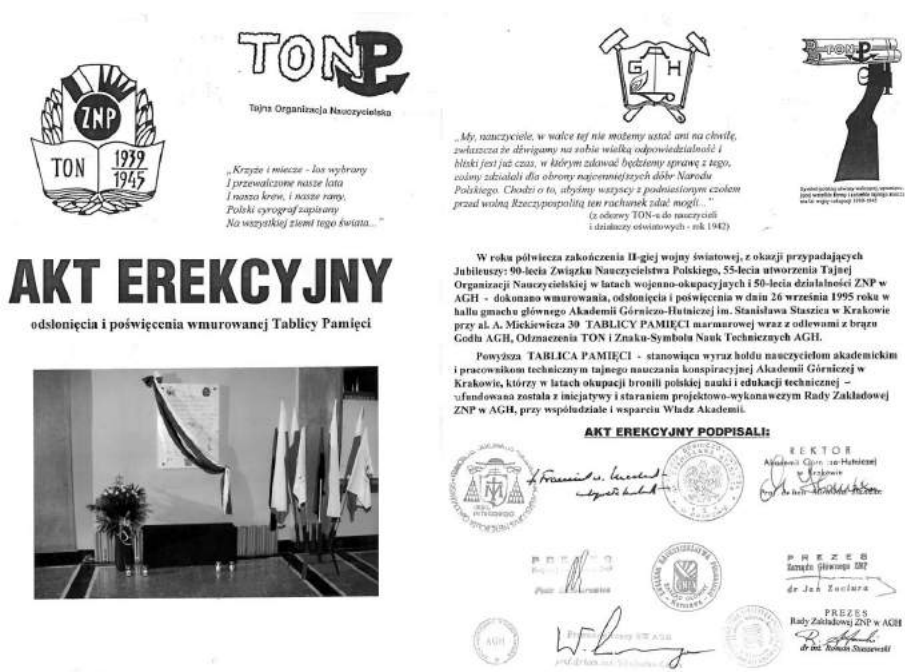 TON
Tajna Organizacja Nauczycielska
ZNP
TON
1939
1945
„Krzyże i miecze - los wybrany
I przewalczone nasze lata
I nasza krew, i nasze rany,
Polski cyrograf zapisany
Na wszystkiej ziemi tego świata..."
AKT EREKCYJNY
odsłonięcia i poświęcenia wmurowanej Tablicy Pamięci
G H
TON
„My, nauczyciele, w walce tej nie możemy ustać ani na chwilę,
zwłaszcza że dźwigamy na sobie wielką odpowiedzialność i
bliski jest już czas, w którym zdawać będziemy sprawę z tego,
cośmy zdziałali dla obrony najcenniejszych dóbr Narodu
Polskiego. Chodzi o to, abyśmy wszyscy z podniesionym czołem
przed wolną Rzeczypospolitą ten rachunek zdać mogli..."
(z odezwy TON-u do nauczycieli
i działaczy oświatowych - rok 1942)
W roku półwiecza zakończenia II-giej wojny światowej, z okazji przypadających
Jubileuszy: 90-lecia Związku Nauczycielstwa Polskiego, 55-lecia utworzenia Tajnej
Organizacji Nauczycielskiej w latach wojenno-okupacyjnych i 50-lecia działalności ZNP w
AGH - dokonano wmurowania, odsłonięcia i poświęcenia w dniu 26 września 1995 roku w
hallu gmachu głównego Akademii Górniczo-Hutniczej im. Stanisława Staszica w Krakowie
przy al. A. Mickiewicza 30 TABLICY PAMIĘCI marmurowej wraz z odlewami z brązu
Godła AGH, Odznaczenia TON i Znaku-Symbolu Nauk Technicznych AGH.
Powyższa TABLICA PAMIĘCI - stanowiąca wyraz hołdu nauczycielom akademickim
i pracownikom technicznym tajnego nauczania konspiracyjnej Akademii Górniczej w
Krakowie, którzy w latach okupacji bronili polskiej nauki i edukacji technicznej –
ufundowana została z inicjatywy i staraniem projektowo-wykonawczym Rady Zakładowej
ZNP w AGH, przy współudziale i wsparciu Władz Akademii.
AKT EREKCYJNY PODPISALI:
REKTOR
Akademii Górniczo-Hutniczej
w Krakowie
PREZES
PREZES
Zarządu Głównego ZNP
dr Jan Zaciura
PREZES
Rady Zakładowej ZNP w AGH
dr inż. Roman Staszewski
AGH